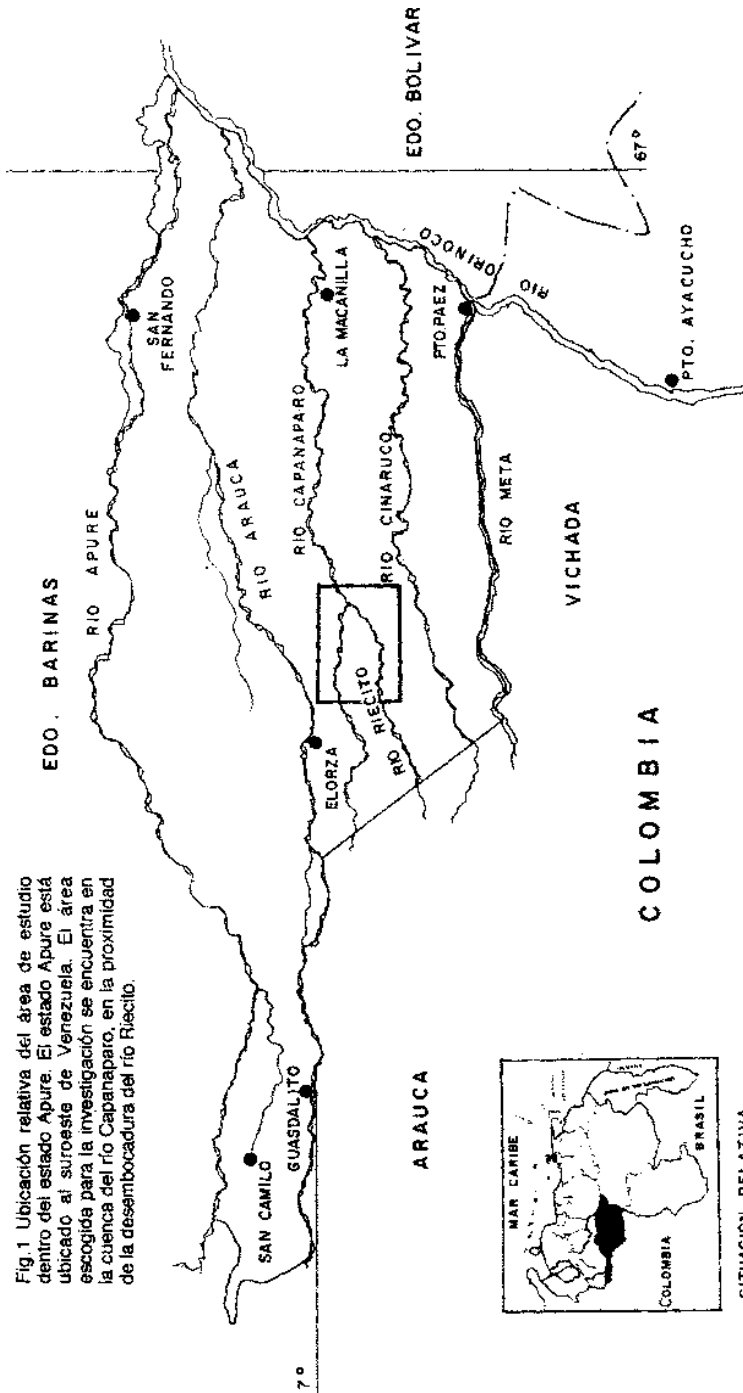 Fig.1 Ubicación relativa del área de estudio
dentro del estado Apure. El estado Apure está
ubicado al suroeste de Venezuela. El área
escogida para la investigación se encuentra en
la cuenca del río Capanaparo, en la proximidad
de la desembocadura del río Riecito.
EDO. BARINAS
RIO APURE
SAN
FERNANDO
RIO ARAUCA
EDO. BOLIVAR
SAN CAMILO
GUASDALITO
7°
ELORZA
RIO CAPANAPARO
LA MACANILLA
RIO RIECITO
RIO CINARUCO
RIO ORINOCO
PTO. PAEZ
67°
RIO META
ARAUCA
VICHADA
PTO. AYACUCHO
COLOMBIA
MAR CARIBE
COLOMBIA
BRASIL
SITUACION RELATIVA